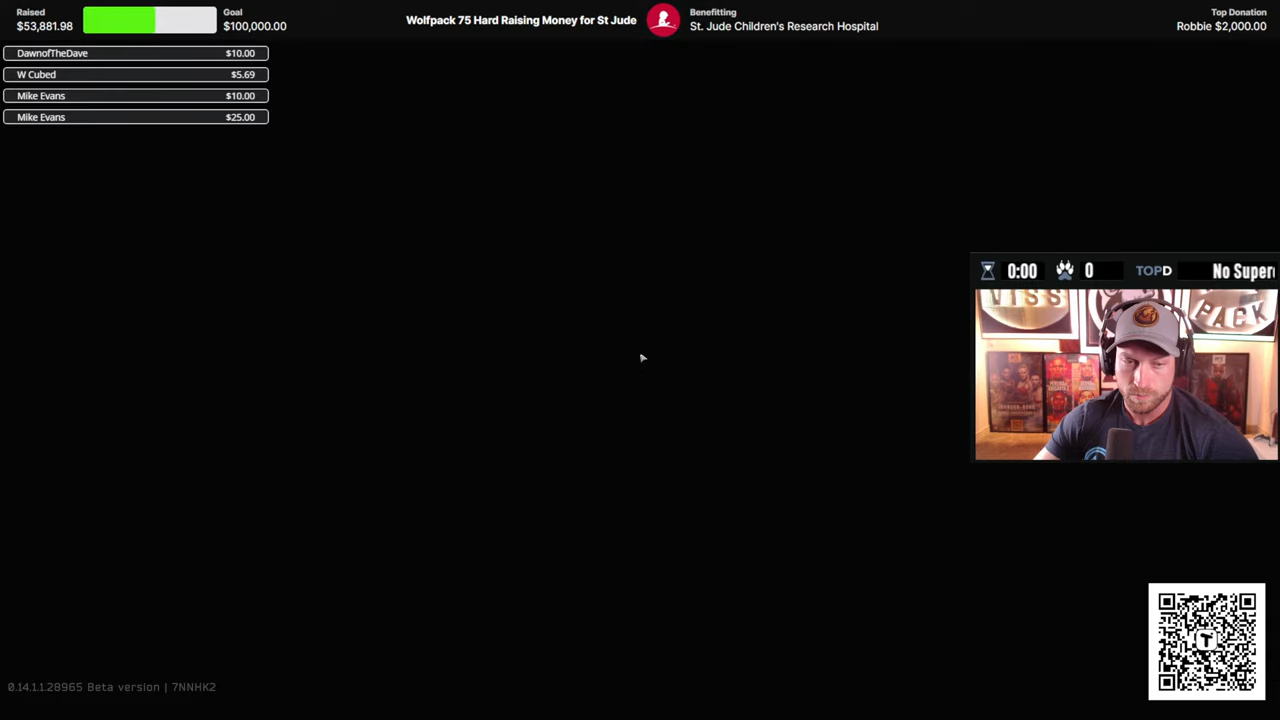 Raised
$53,881.98
Goal
$100,000.00
Wolfpack 75 Hard Raising Money for St Jude
Benefitting
St. Jude Children's Research Hospital
Top Donation
Robbie $2,000.00
DawnofTheDave $10.00
W Cubed $5.69
Mike Evans $10.00
Mike Evans $25.00
0:00 0 TOPD No Super
VISS
PACK
T
0.14.1.1.28965 Beta version | 7NNHK2